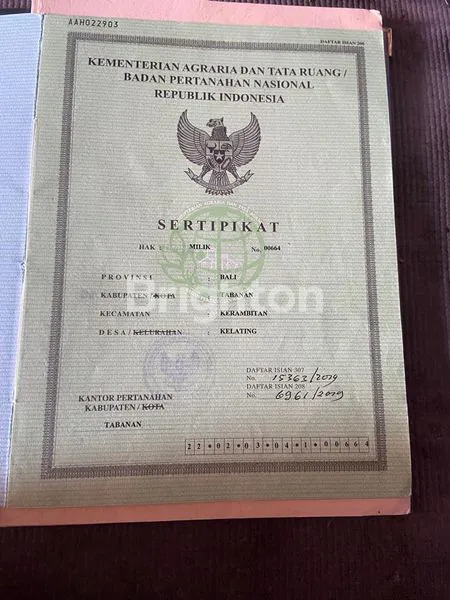 AAH022903
DAFTAR ISIAN 206
KEMENTERIAN AGRARIA DAN TATA RUANG /
BADAN PERTANAHAN NASIONAL
REPUBLIK INDONESIA
SERTIPIKAT
HAK : MILIK No. 00664
PROVINSI : BALI
KABUPATEN / KOTA : TABANAN
KECAMATAN : KERAMBITAN
DESA / KELURAHAN : KELATING
Brighton
DAFTAR ISIAN 307
No. 15363/2019
DAFTAR ISIAN 208
No. 6961/2019
KANTOR PERTANAHAN
KABUPATEN / KOTA
TABANAN
22•02•03•04•1•00664